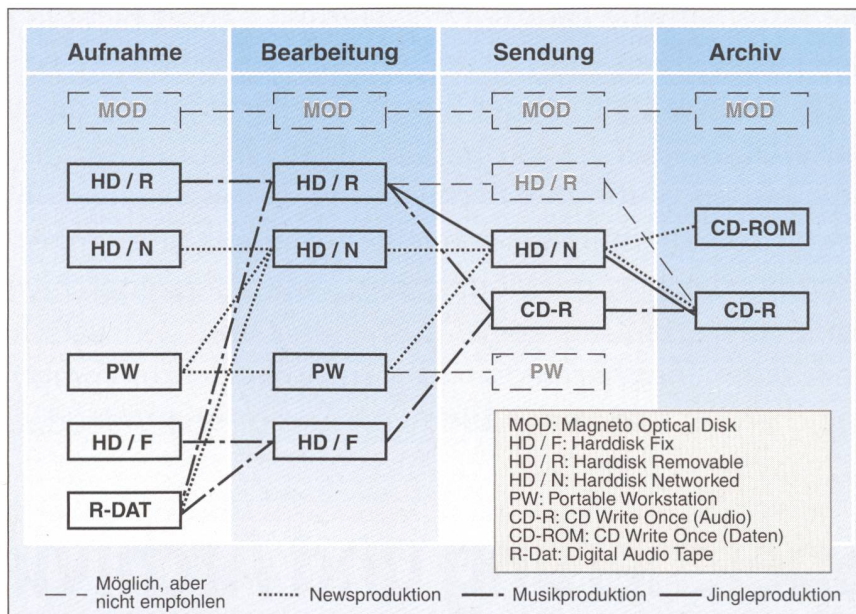 Aufnahme
Bearbeitung
Sendung
Archiv
MOD
MOD
MOD
MOD
HD / R
HD / R
HD / R
HD / N
HD / N
HD / N
CD-ROM
CD-R
CD-R
PW
PW
PW
HD / F
HD / F
R-DAT
MOD: Magneto Optical Disk
HD / F: Harddisk Fix
HD / R: Harddisk Removable
HD / N: Harddisk Networked
PW: Portable Workstation
CD-R: CD Write Once (Audio)
CD-ROM: CD Write Once (Daten)
R-Dat: Digital Audio Tape
Möglich, aber
nicht empfohlen
Newsproduktion
Musikproduktion
Jingleproduktion